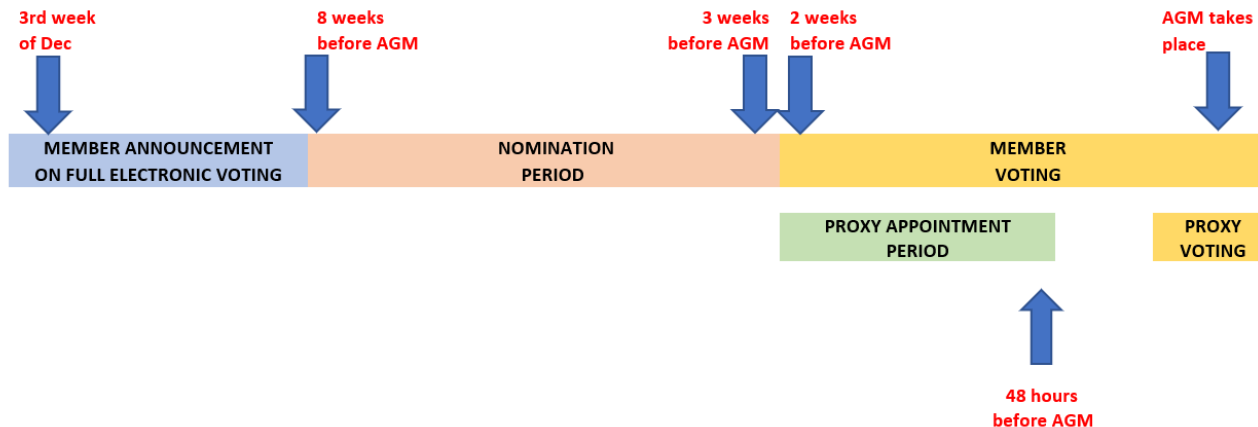 3rd week
of Dec
8 weeks
before AGM
3 weeks
before AGM
2 weeks
before AGM
AGM takes
place
MEMBER ANNOUNCEMENT
ON FULL ELECTRONIC VOTING
NOMINATION
PERIOD
MEMBER
VOTING
PROXY APPOINTMENT
PERIOD
PROXY
VOTING
48 hours
before AGM